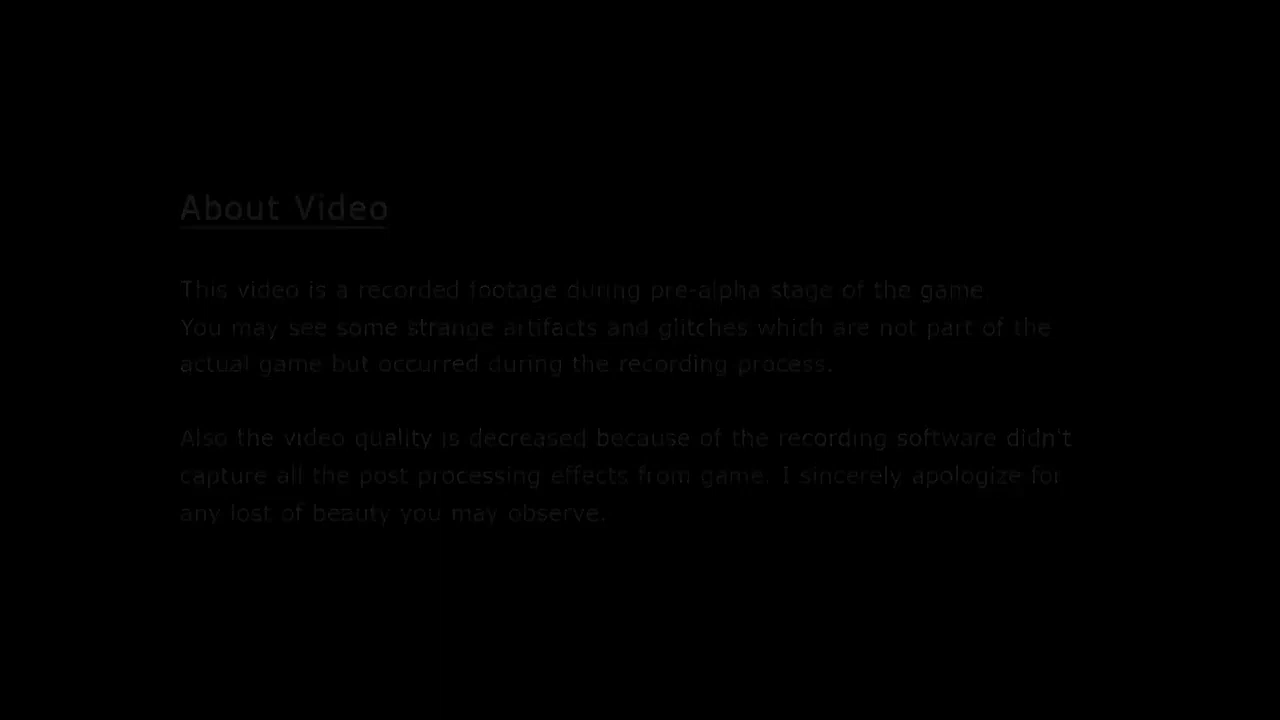 About Video
This video is a recorded footage during pre-alpha stage of the game
You may see some strange artifacts and glitches which are not part of the
actual game but occurred during the recording process.
Also the video quality is decreased because of the recording software didn't
capture all the post processing effects from game. I sincerely apologize for
any lost of beauty you may observe.